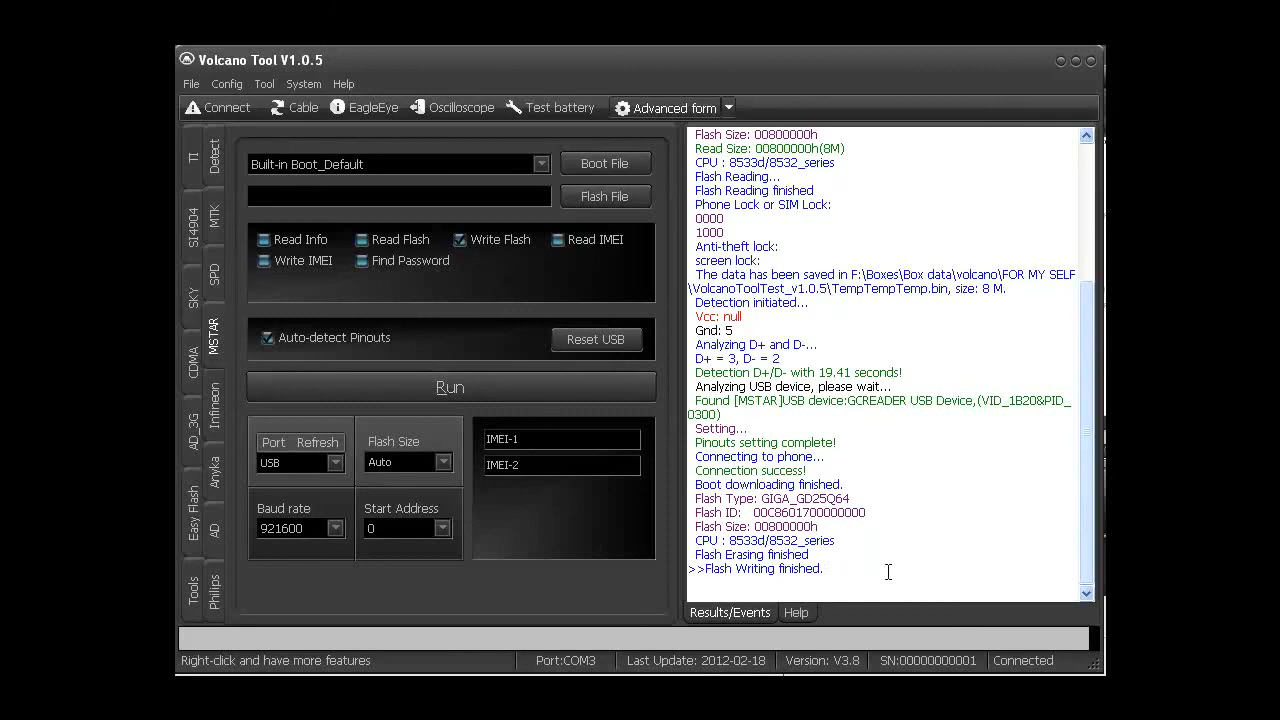 Volcano Tool V1.0.5
File Config Tool System Help
Connect Cable EagleEye Oscilloscope Test battery Advanced form
TI
SI4904
SKY
CDMA
AD_3G
Easy Flash
Tools
Detect
MTK
SPD
MSTAR
Infineon
Anyka
AD
Philips
Built-in Boot_Default
Boot File
Flash File
Read Info Read Flash Write Flash Read IMEI
Write IMEI Find Password
Auto-detect Pinouts
Reset USB
Run
Port Refresh
USB
Flash Size
Auto
Baud rate
921600
Start Address
0
IMEI-1
IMEI-2
Flash Size: 00800000h
Read Size: 00800000h(8M)
CPU : 8533d/8532_series
Flash Reading...
Flash Reading finished
Phone Lock or SIM Lock:
0000
1000
Anti-theft lock:
screen lock:
The data has been saved in F:\Boxes\Box data\volcano\FOR MY SELF
\VolcanoToolTest_v1.0.5\TempTempTemp.bin, size: 8 M.
Detection initiated...
Vcc: null
Gnd: 5
Analyzing D+ and D-...
D+ = 3, D- = 2
Detection D+/D- with 19.41 seconds!
Analyzing USB device, please wait...
Found [MSTAR]USB device:GCREADER USB Device,(VID_1B20&PID_
0300)
Setting...
Pinouts setting complete!
Connecting to phone...
Connection success!
Boot downloading finished.
Flash Type: GIGA_GD25Q64
Flash ID: 00C8601700000000
Flash Size: 00800000h
CPU : 8533d/8532_series
Flash Erasing finished
>>Flash Writing finished.
Results/Events Help
Right-click and have more features Port:COM3 Last Update: 2012-02-18 Version: V3.8 SN:00000000001 Connected